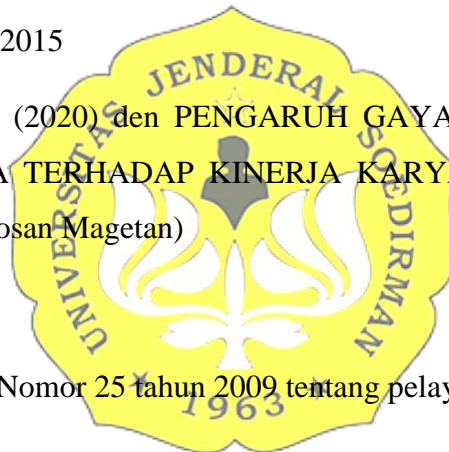 2015
(2020) den PENGARUH GAYA
A TERHADAP KINERJA KARY
osan Magetan)
Nomor 25 tahun 2009 tentang pelay
UNIVERSITAS JENDERAL SOEDIRMAN
1963